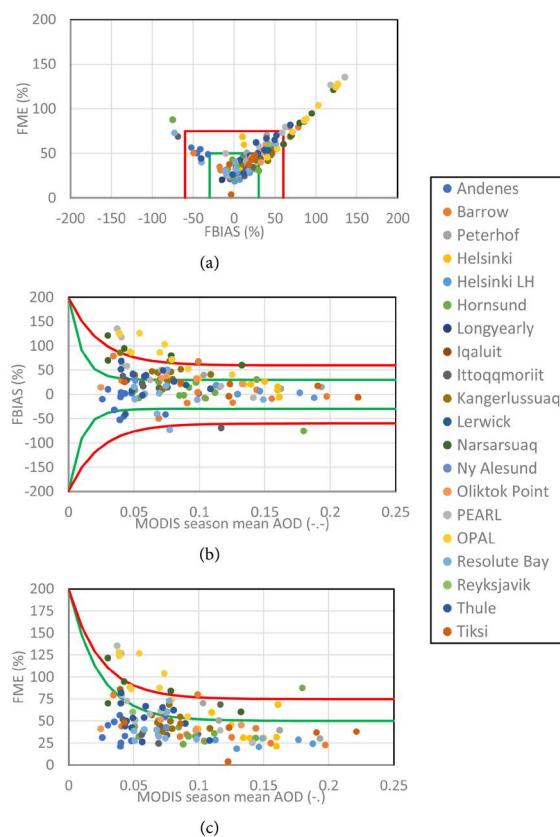 200
150
100
50
0
FME (%)
-200 -150 -100 -50 0 50 100 150 200
FBIAS (%)
(a)
200
150
100
50
0
-50
-100
-150
-200
FBIAS (%)
0 0.05 0.1 0.15 0.2 0.25
MODIS season mean AOD (-.-)
(b)
200
175
150
125
100
75
50
25
0
FME (%)
0 0.05 0.1 0.15 0.2 0.25
MODIS season mean AOD (-.)
(c)
Andenes
Barrow
Peterhof
Helsinki
Helsinki LH
Hornsund
Longyearly
Iqaluit
Ittoqqmoriit
Kangerlussuaq
Lerwick
Narsarsuaq
Ny Alesund
Oliktok Point
PEARL
OPAL
Resolute Bay
Reyksjavik
Thule
Tiksi